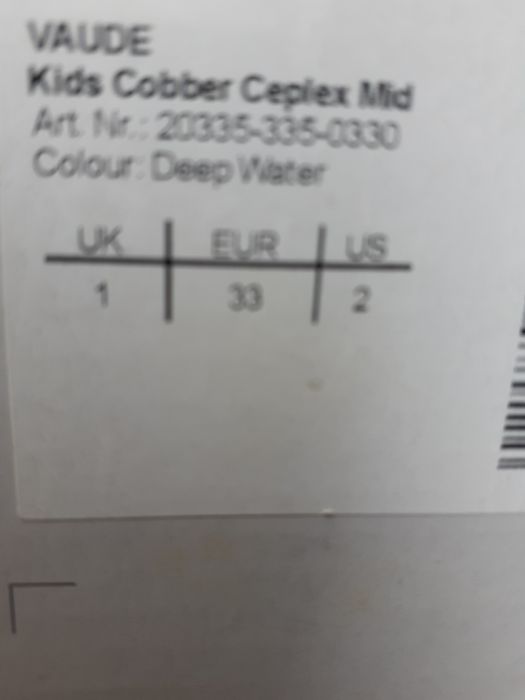 VAUDE
Kids Cobber Ceplex Mid
Art. Nr.: 20335-335-0330
Colour: Deep Water
UK EUR US
1 33 2